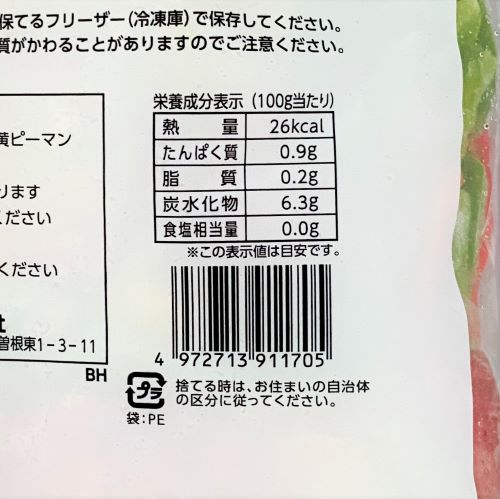 保てるフリーザー(冷凍庫)で保存してください。
質がかわることがありますのでご注意ください。
黄ピーマン
ります
ください
ください
曽根東1-3-11
BH
栄養成分表示 (100g当たり)
熱 量 26kcal
たんぱく質 0.9g
脂 質 0.2g
炭水化物 6.3g
食塩相当量 0.0g
※この表示値は目安です。
4 972713 911705
プラ
袋:PE
捨てる時は、お住まいの自治体
の区分に従ってください。